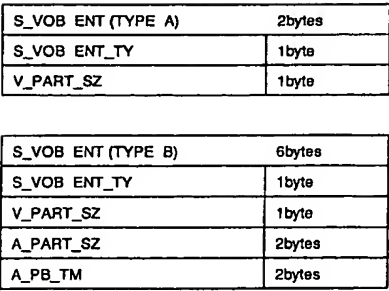 S_VOB ENT (TYPE A) 2bytes
S_VOB ENT_TY 1byte
V_PART_SZ 1byte
S_VOB ENT (TYPE B) 6bytes
S_VOB ENT_TY 1byte
V_PART_SZ 1byte
A_PART_SZ 2bytes
A_PB_TM 2bytes